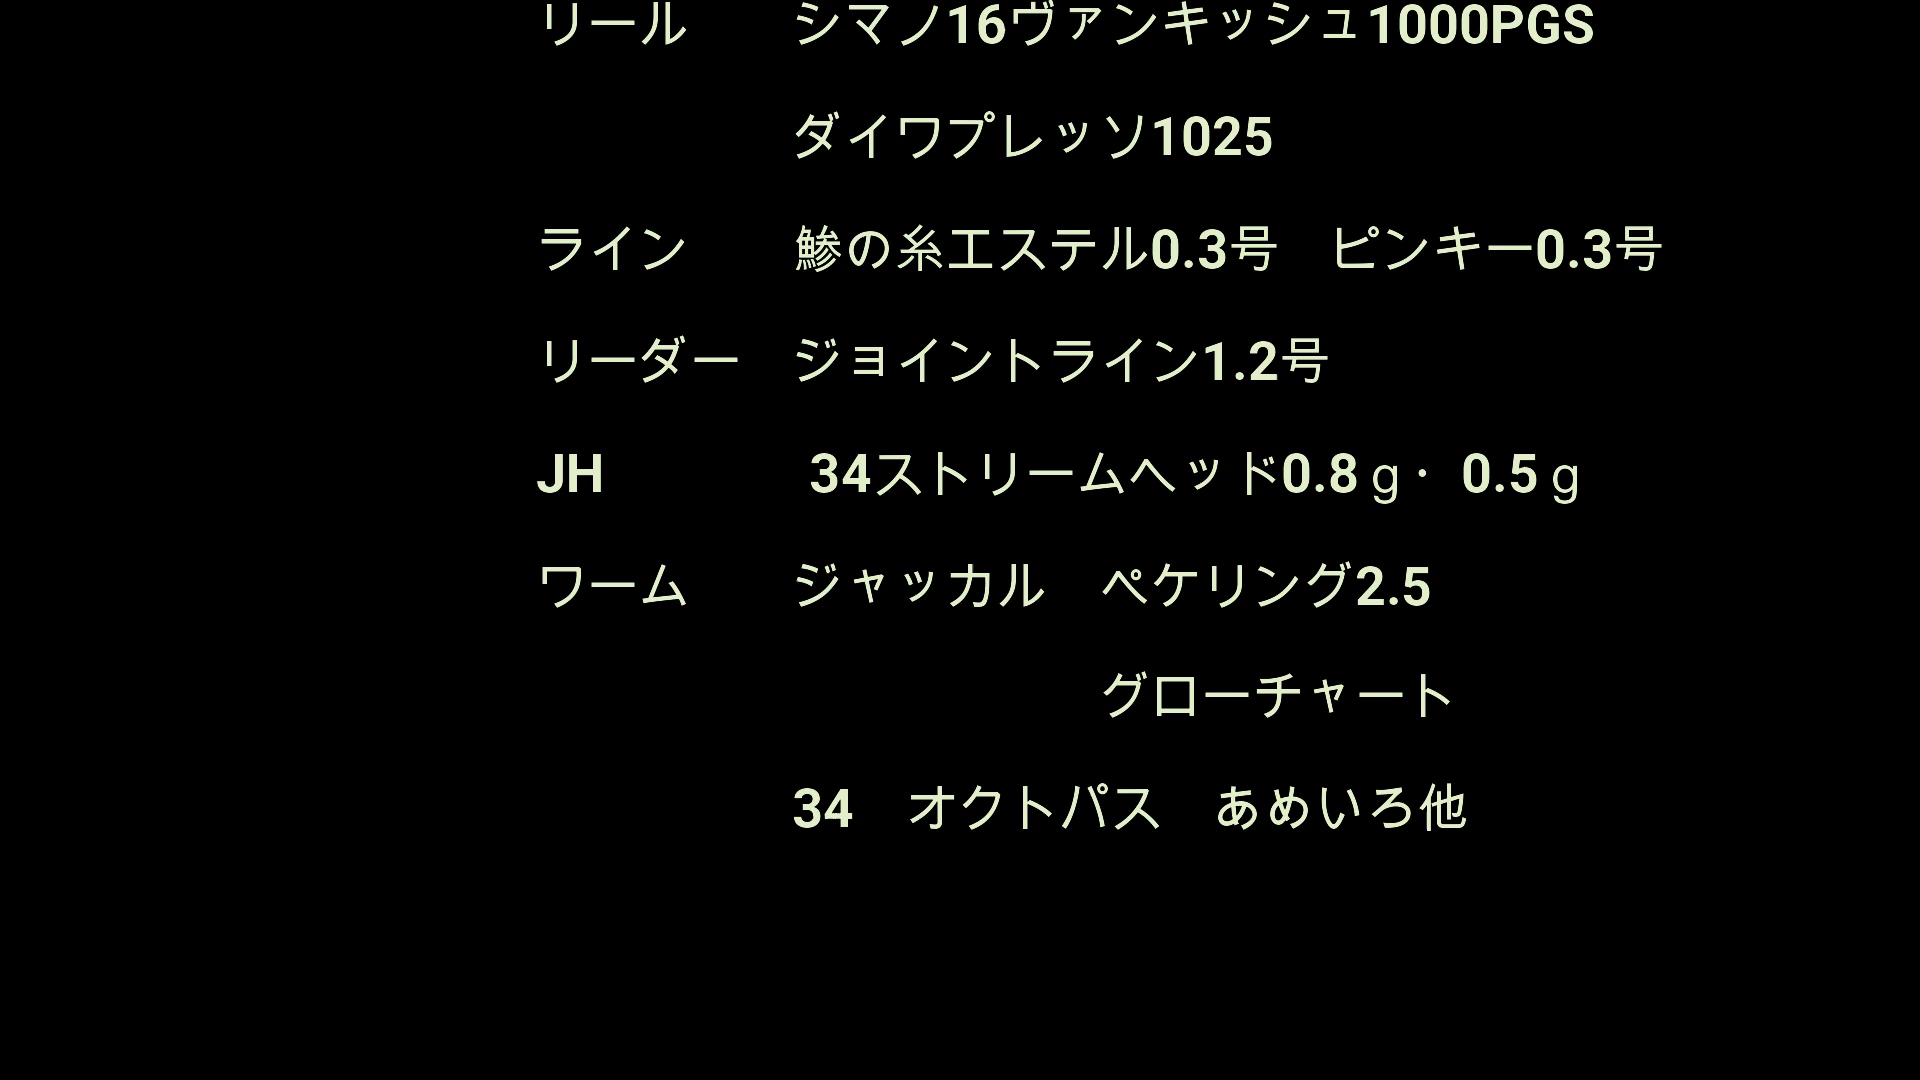 リール　シマノ16ヴァンキッシュ1000PGS
ダイワプレッソ1025
ライン　鯵の糸エステル0.3号　ピンキー0.3号
リーダー　ジョイントライン1.2号
JH　34ストリームヘッド0.8ｇ・0.5ｇ
ワーム　ジャッカル　ペケリング2.5
グローチャート
34　オクトパス　あめいろ他